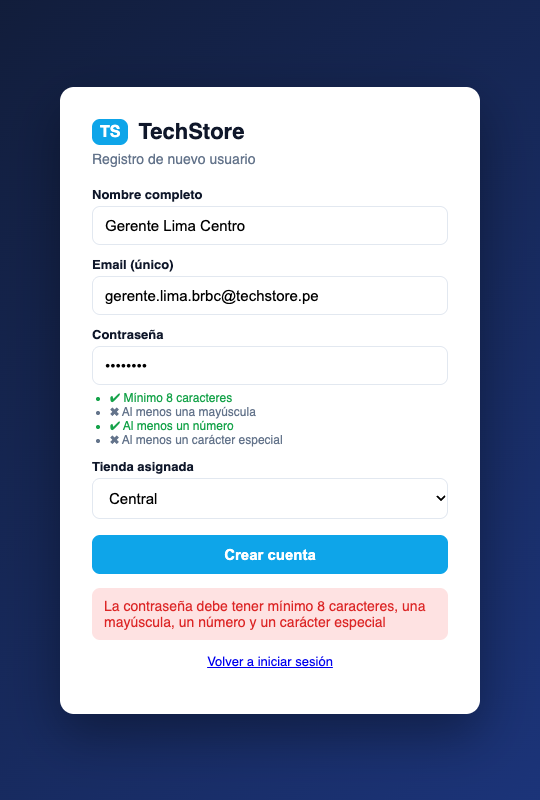 TS TechStore
Registro de nuevo usuario
Nombre completo
Gerente Lima Centro
Email (único)
gerente.lima.brbc@techstore.pe
Contraseña
••••••••
• ✔ Mínimo 8 caracteres
• ✖ Al menos una mayúscula
• ✔ Al menos un número
• ✖ Al menos un carácter especial
Tienda asignada
Central
Crear cuenta
La contraseña debe tener mínimo 8 caracteres, una
mayúscula, un número y un carácter especial
Volver a iniciar sesión